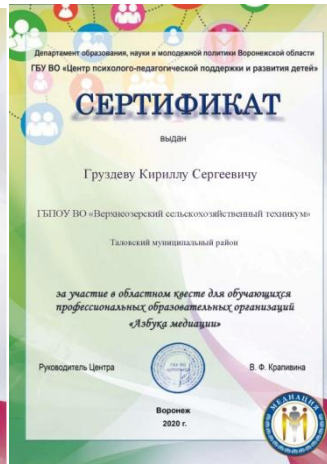 Департамент образования, науки и молодежной политики Воронежской области
ГБУ ВО «Центр психолого-педагогической поддержки и развития детей»
СЕРТИФИКАТ
выдан
Груздеву Кириллу Сергеевичу
ГБПОУ ВО «Верхнеозерский сельскохозяйственный техникум»
Таловский муниципальный район
за участие в областном квесте для обучающихся
профессиональных образовательных организаций
«Азбука медиации»
Руководитель Центра
В. Ф. Крапивина
Воронеж
2020 г.
МЕДИАЦИЯ